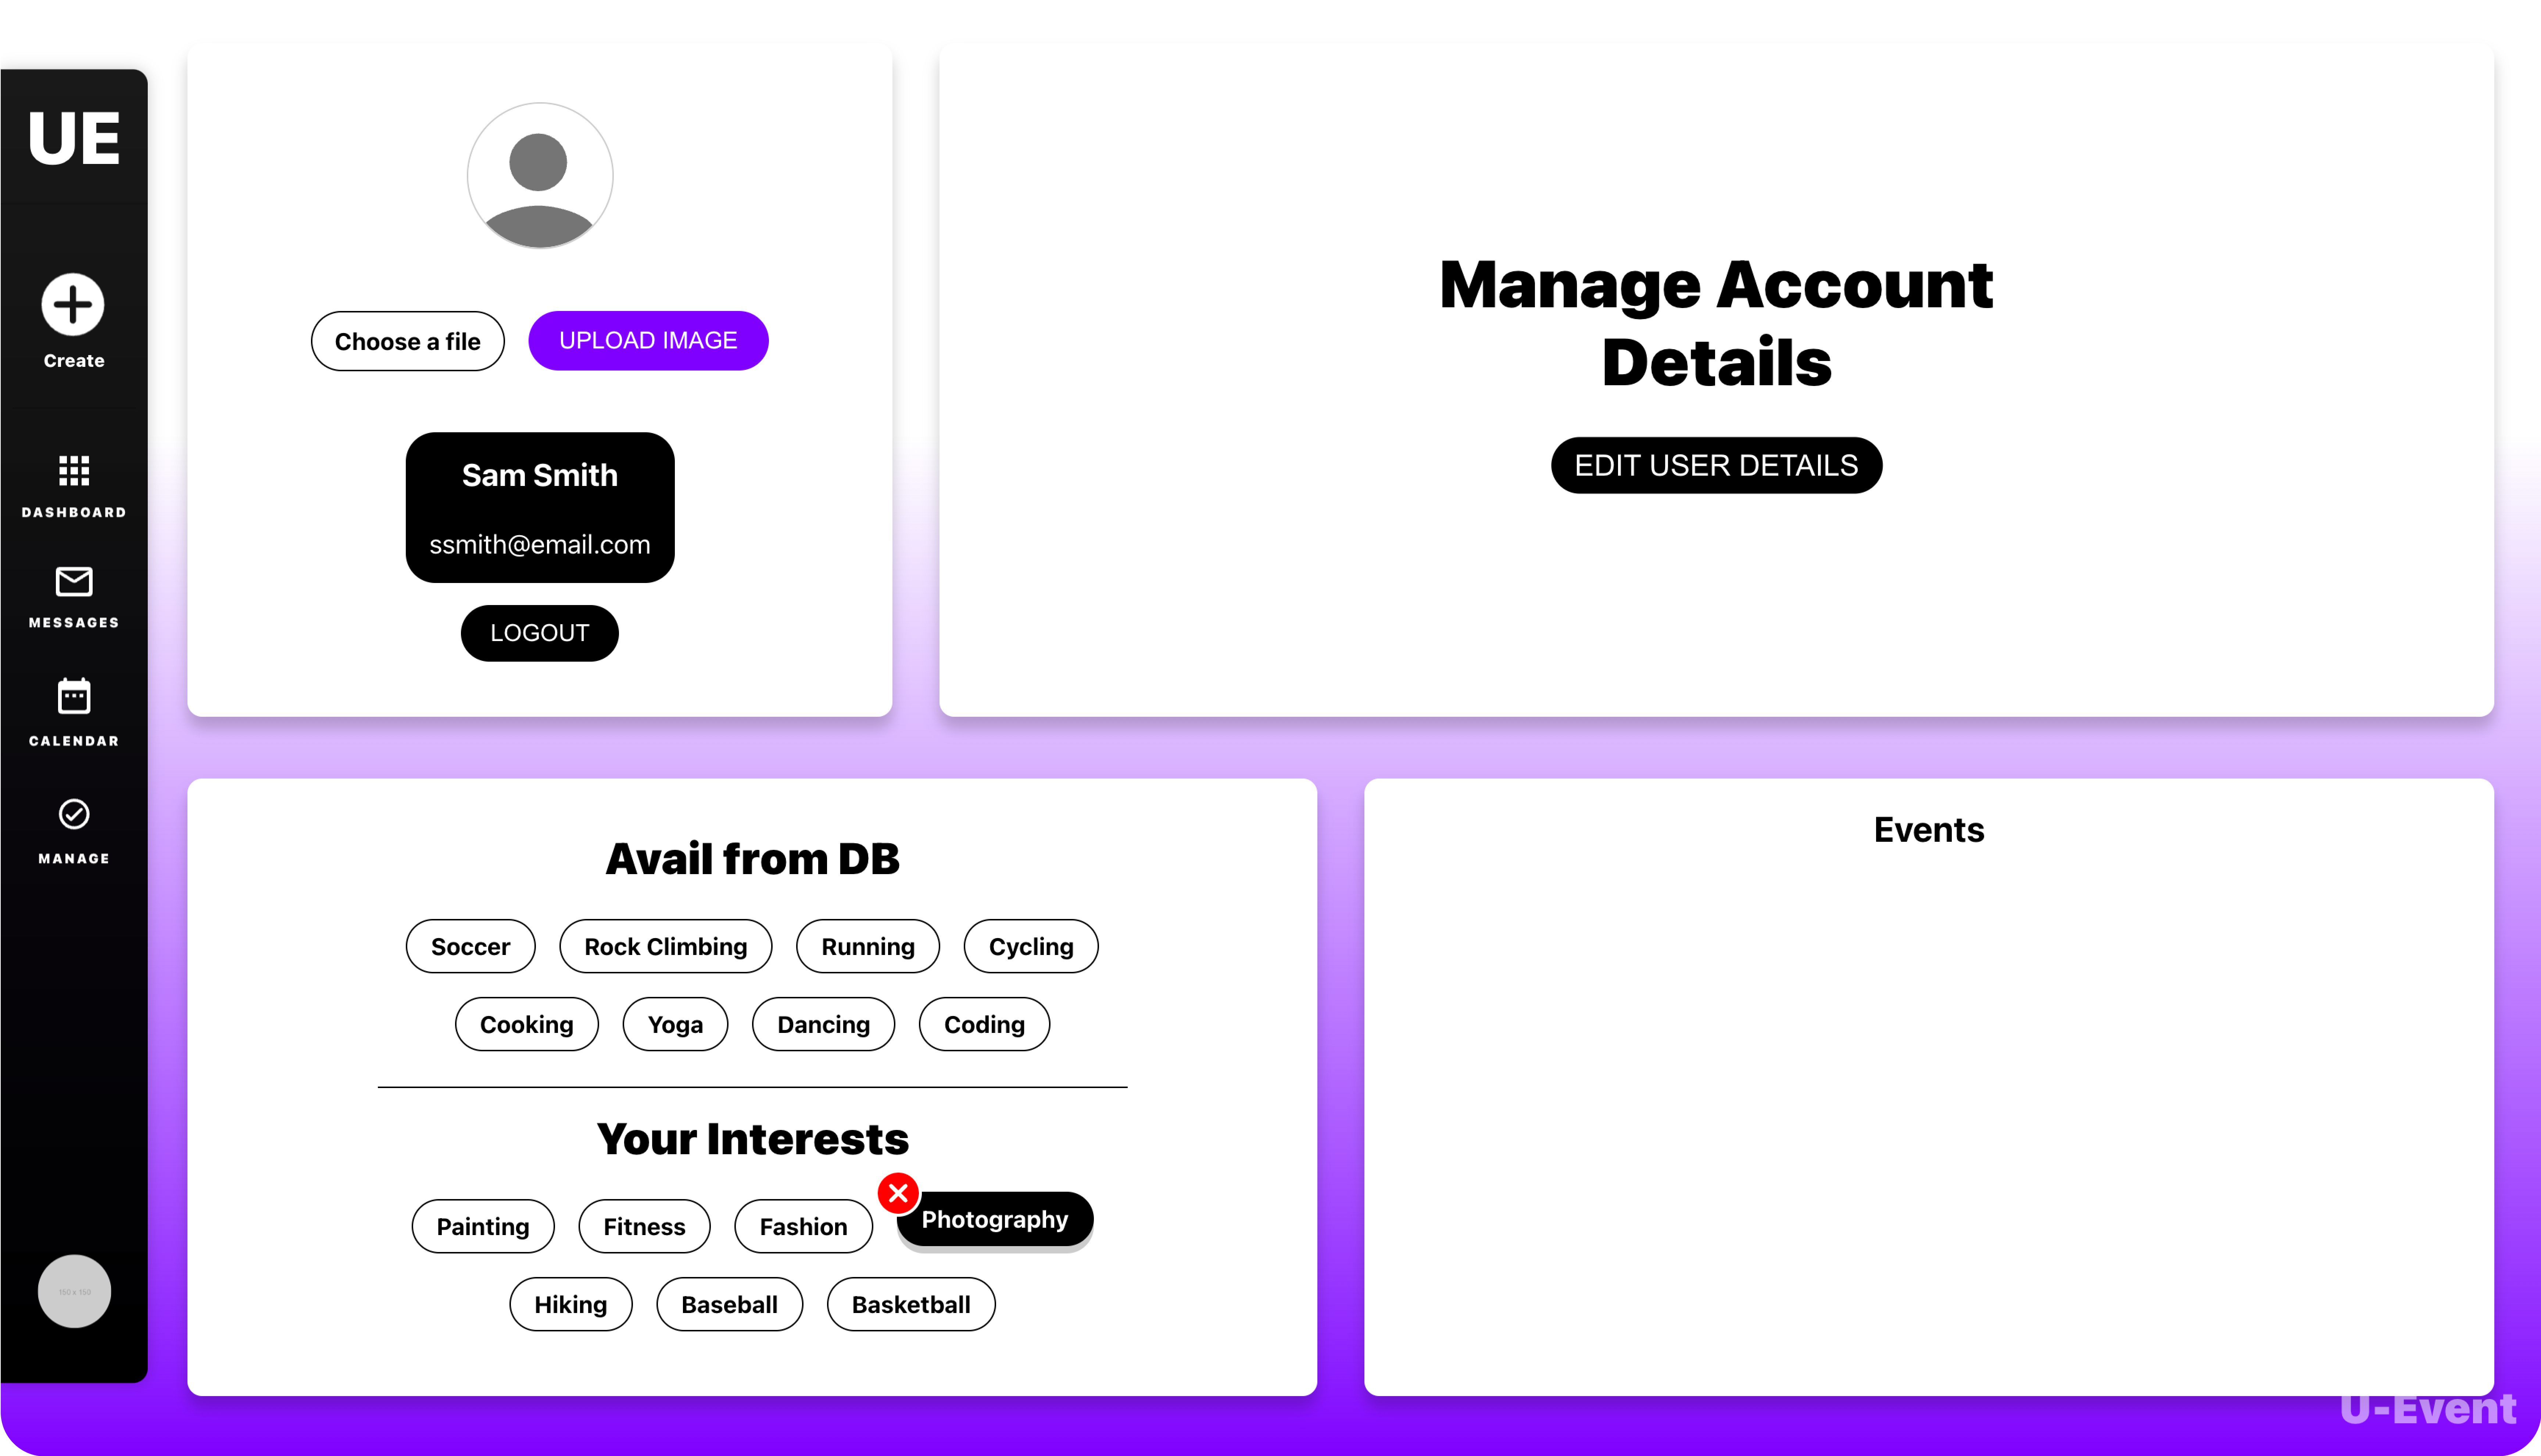 UE
Create
DASHBOARD
MESSAGES
CALENDAR
MANAGE
150 x 150
Choose a file
UPLOAD IMAGE
Sam Smith
ssmith@email.com
LOGOUT
Manage Account
Details
EDIT USER DETAILS
Avail from DB
Soccer
Rock Climbing
Running
Cycling
Cooking
Yoga
Dancing
Coding
Your Interests
Painting
Fitness
Fashion
Photography
Hiking
Baseball
Basketball
Events
U-Event